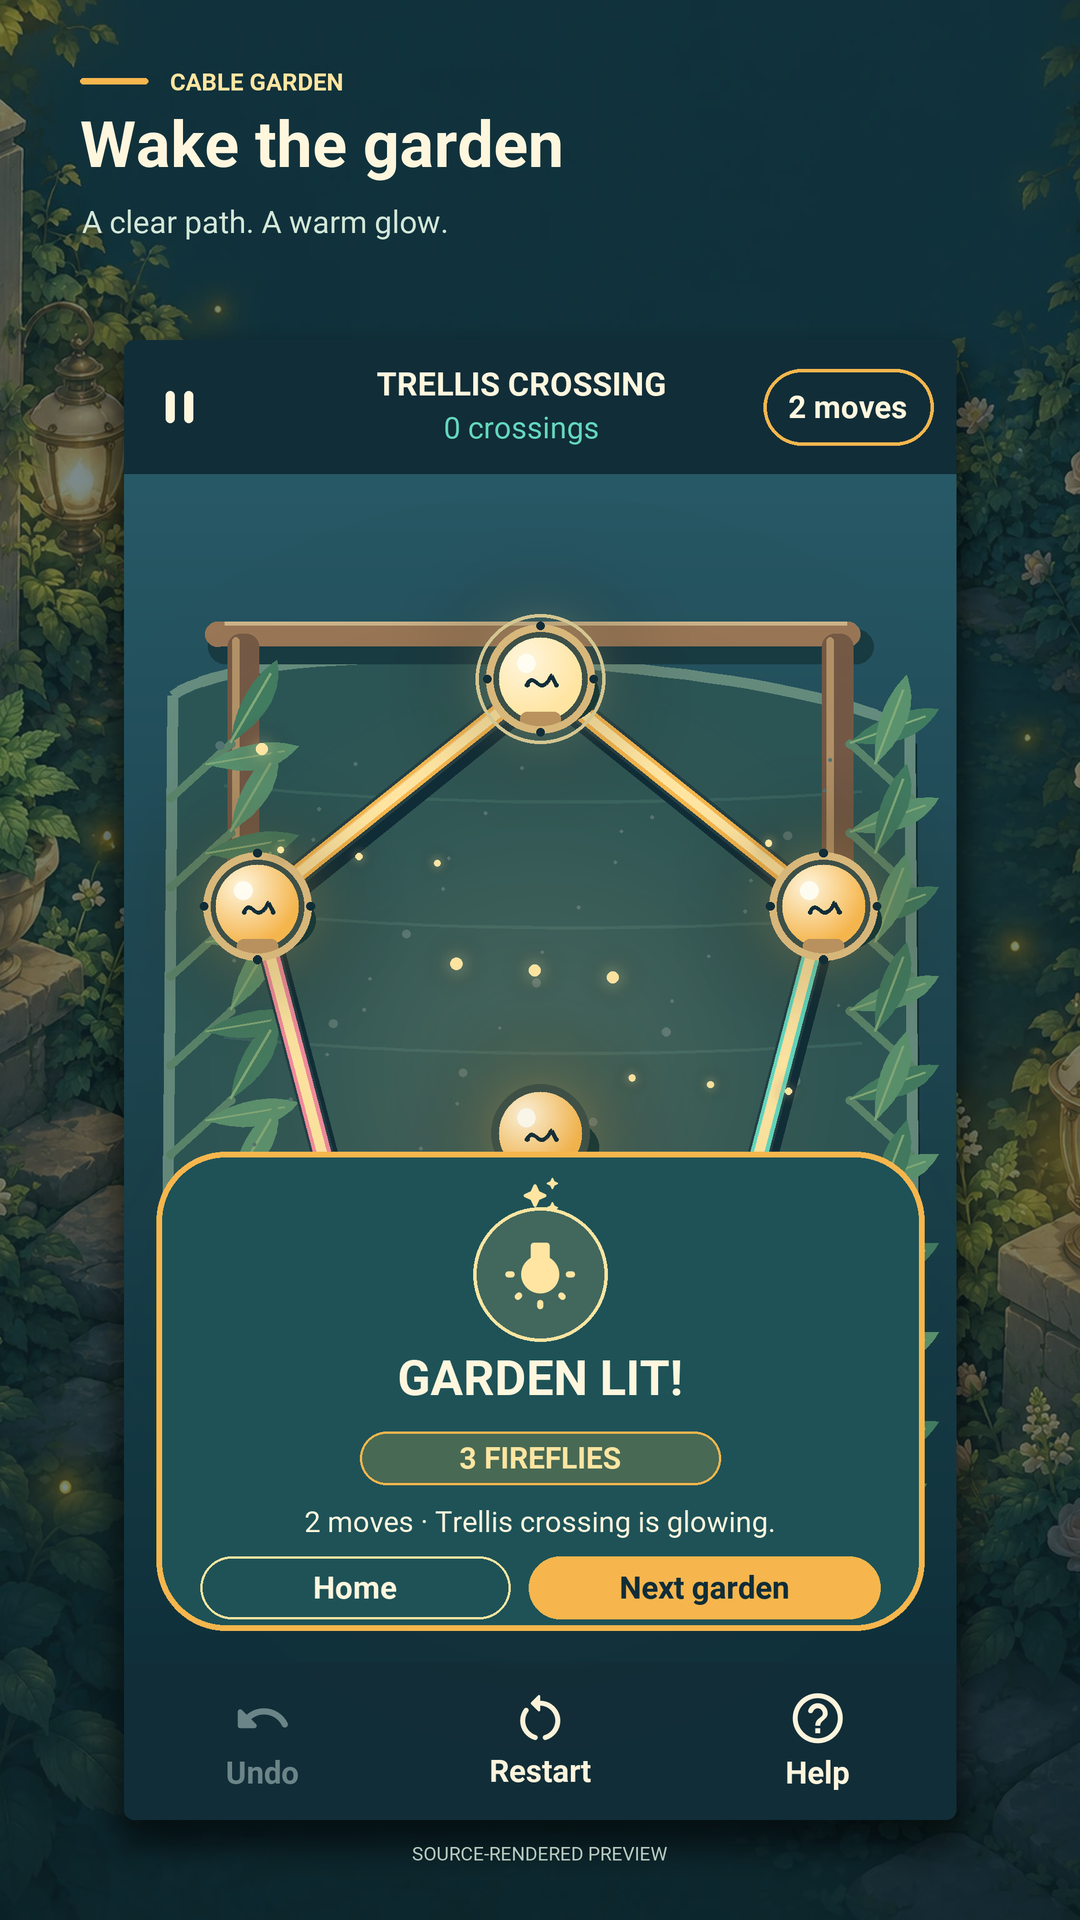 CABLE GARDEN
Wake the garden
A clear path. A warm glow.
TRELLIS CROSSING
0 crossings
2 moves
GARDEN LIT!
3 FIREFLIES
2 moves · Trellis crossing is glowing.
Home
Next garden
Undo
Restart
Help
SOURCE-RENDERED PREVIEW